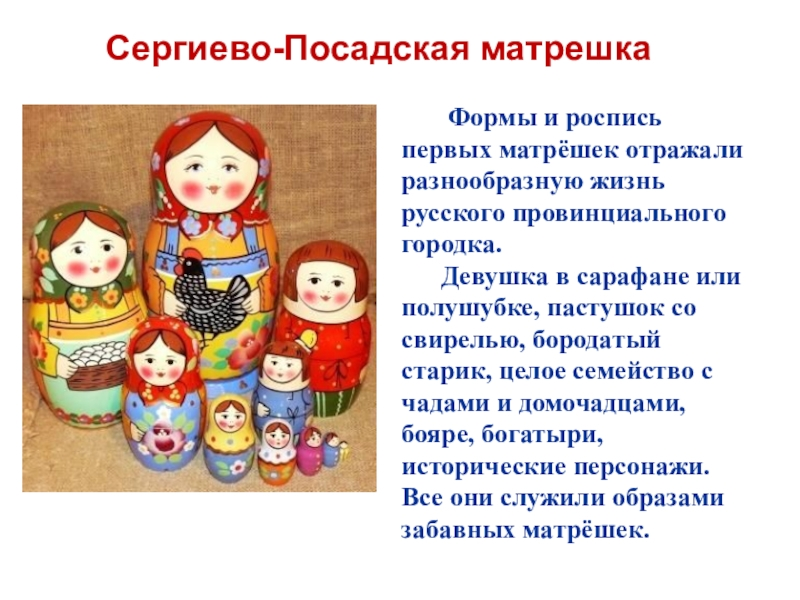 Сергиево-Посадская матрешка
Формы и роспись
первых матрёшек отражали
разнообразную жизнь
русского провинциального
городка.
Девушка в сарафане или
полушубке, пастушок со
свирелью, бородатый
старик, целое семейство с
чадами и домочадцами,
бояре, богатыри,
исторические персонажи.
Все они служили образами
забавных матрёшек.